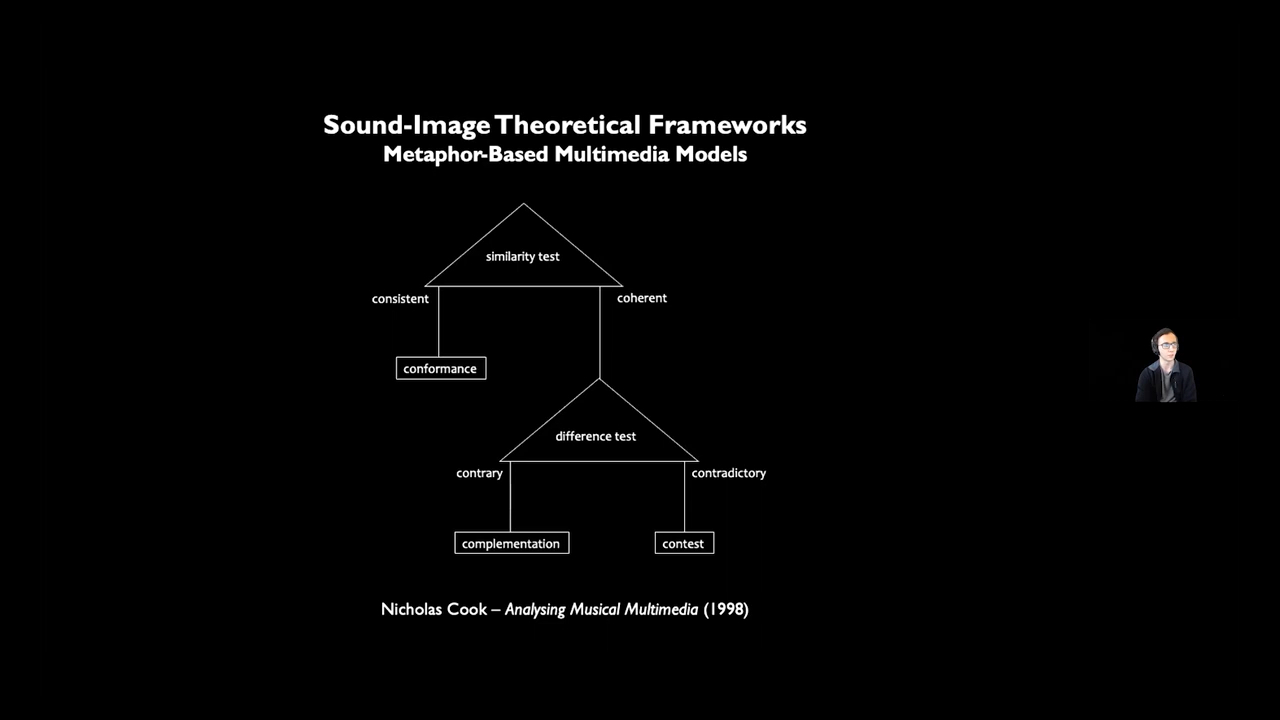 Sound-Image Theoretical Frameworks
Metaphor-Based Multimedia Models
similarity test
consistent
coherent
conformance
difference test
contrary
contradictory
complementation
contest
Nicholas Cook – Analysing Musical Multimedia (1998)